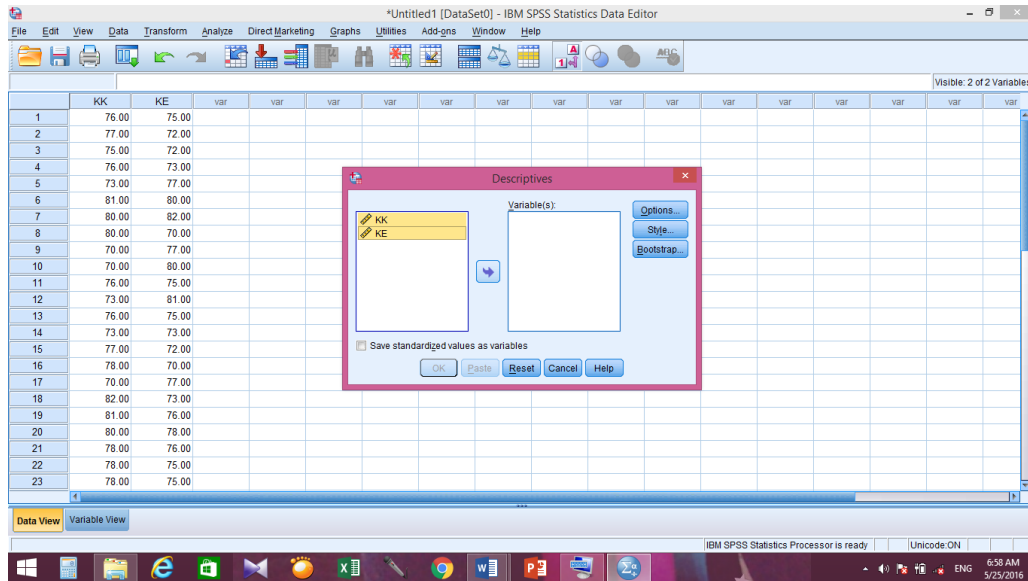 *Untitled1 [DataSet0] - IBM SPSS Statistics Data Editor
File Edit View Data Transform Analyze Direct Marketing Graphs Utilities Add-ons Window Help
Visible: 2 of 2 Variables
KK KE var var var var var var var var var var var var var var var
1 76.00 75.00
2 77.00 72.00
3 75.00 72.00
4 76.00 73.00
5 73.00 77.00
6 81.00 80.00
7 80.00 82.00
8 80.00 70.00
9 70.00 77.00
10 70.00 80.00
11 76.00 75.00
12 73.00 81.00
13 76.00 75.00
14 73.00 73.00
15 77.00 72.00
16 78.00 70.00
17 70.00 77.00
18 82.00 73.00
19 81.00 76.00
20 80.00 78.00
21 78.00 76.00
22 78.00 75.00
23 78.00 75.00
Descriptives
Variable(s):
KK
KE
Options...
Style...
Bootstrap...
Save standardized values as variables
OK Paste Reset Cancel Help
Data View Variable View
IBM SPSS Statistics Processor is ready Unicode:ON
ENG 6:58 AM
5/25/2016